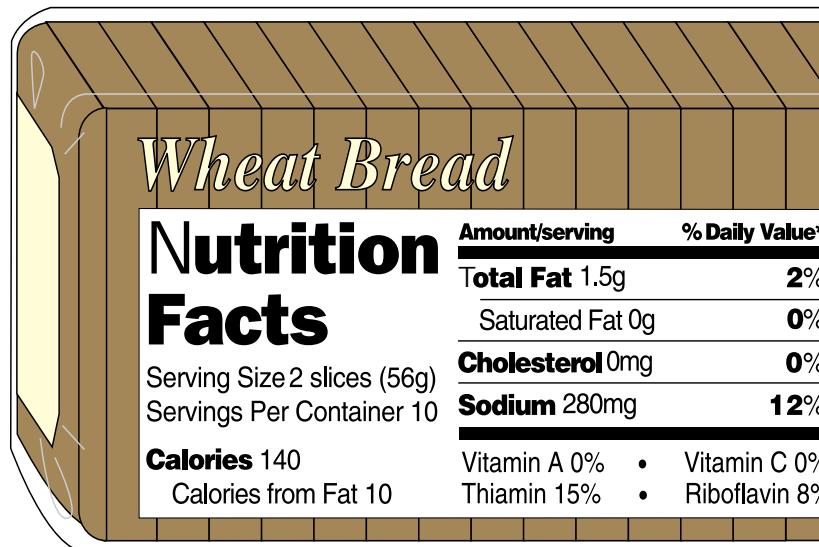 Wheat Bread
Nutrition
Facts
Serving Size 2 slices (56g)
Servings Per Container 10
Calories 140
Calories from Fat 10
Amount/serving % Daily Value*
Total Fat 1.5g 2%
Saturated Fat 0g 0%
Cholesterol 0mg 0%
Sodium 280mg 12%
Vitamin A 0% • Vitamin C 0%
Thiamin 15% • Riboflavin 8%